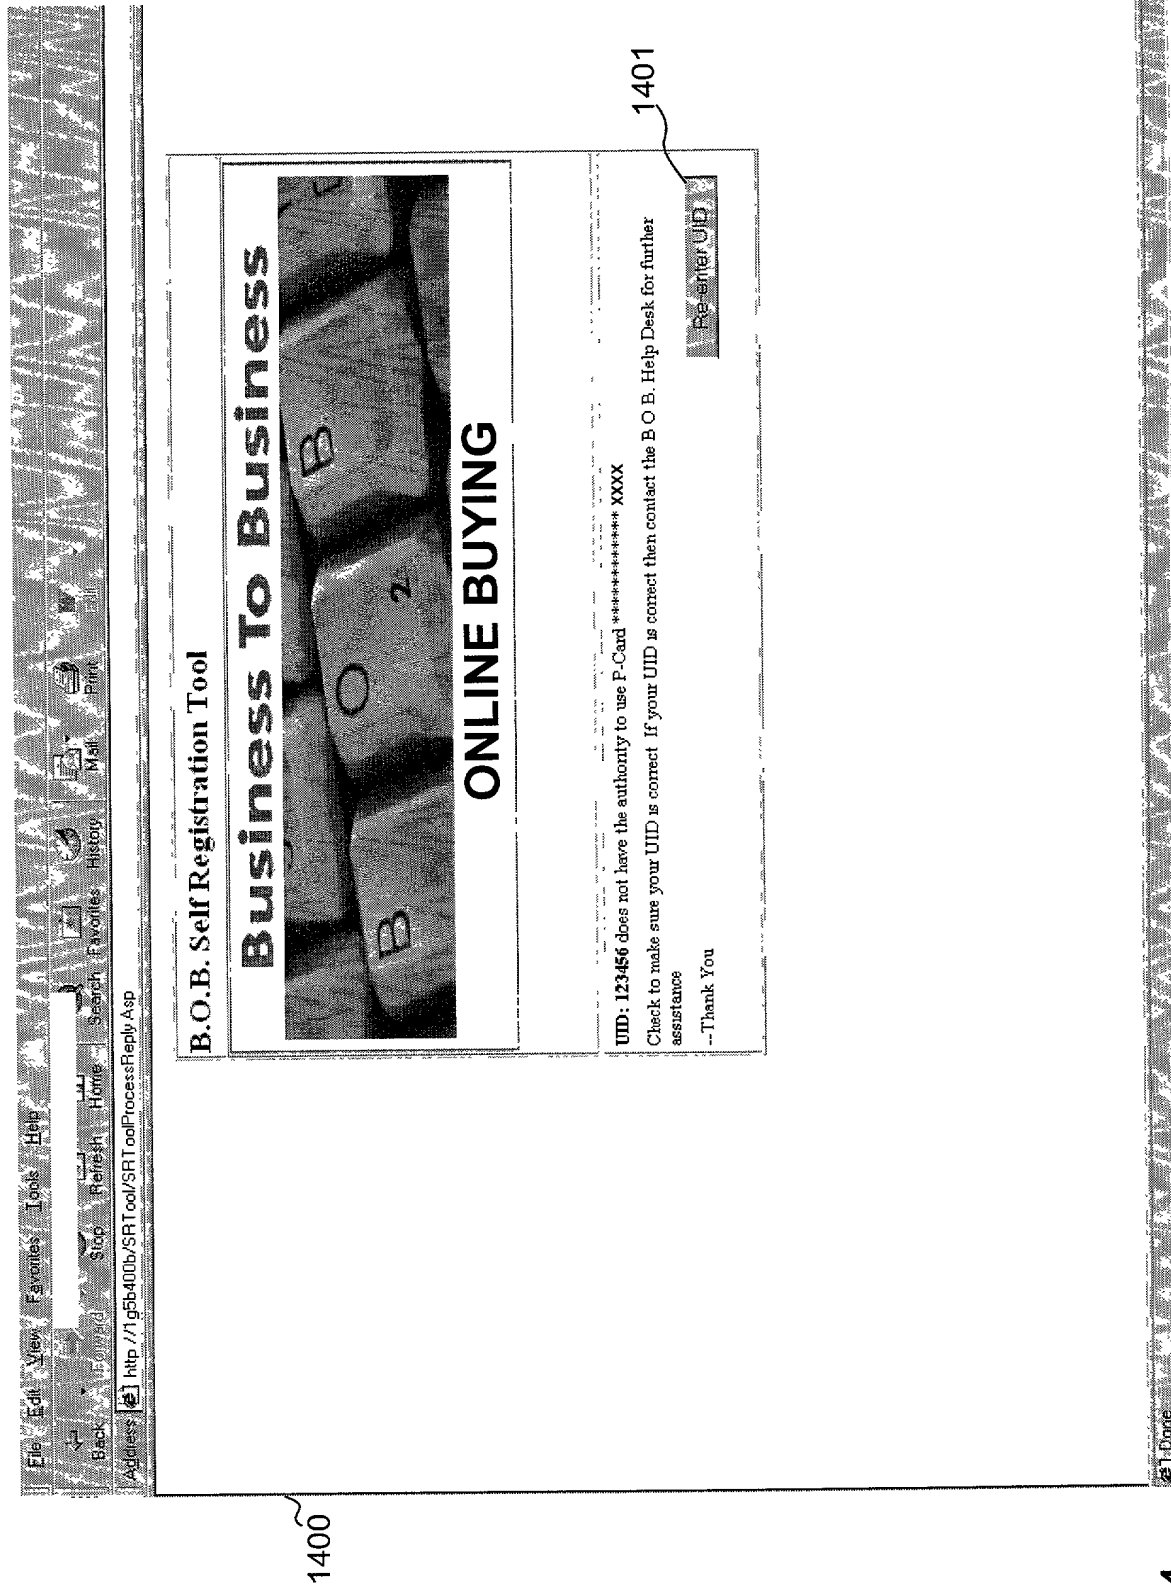 File Edit View Favorites Tools Help
Back Forward Stop Refresh Home Search Favorites History Mail Print Edit
Address http //1g5b400b/SRTool/SRToolProcessReply Asp
B.O.B. Self Registration Tool
Business To Business
B O 2 B
ONLINE BUYING
UID: 123456 does not have the authority to use P-Card ************ XXXX
Check to make sure your UID is correct If your UID is correct then contact the B O B. Help Desk for further
assistance
--Thank You
Re-enter UID
1401
1400
Done